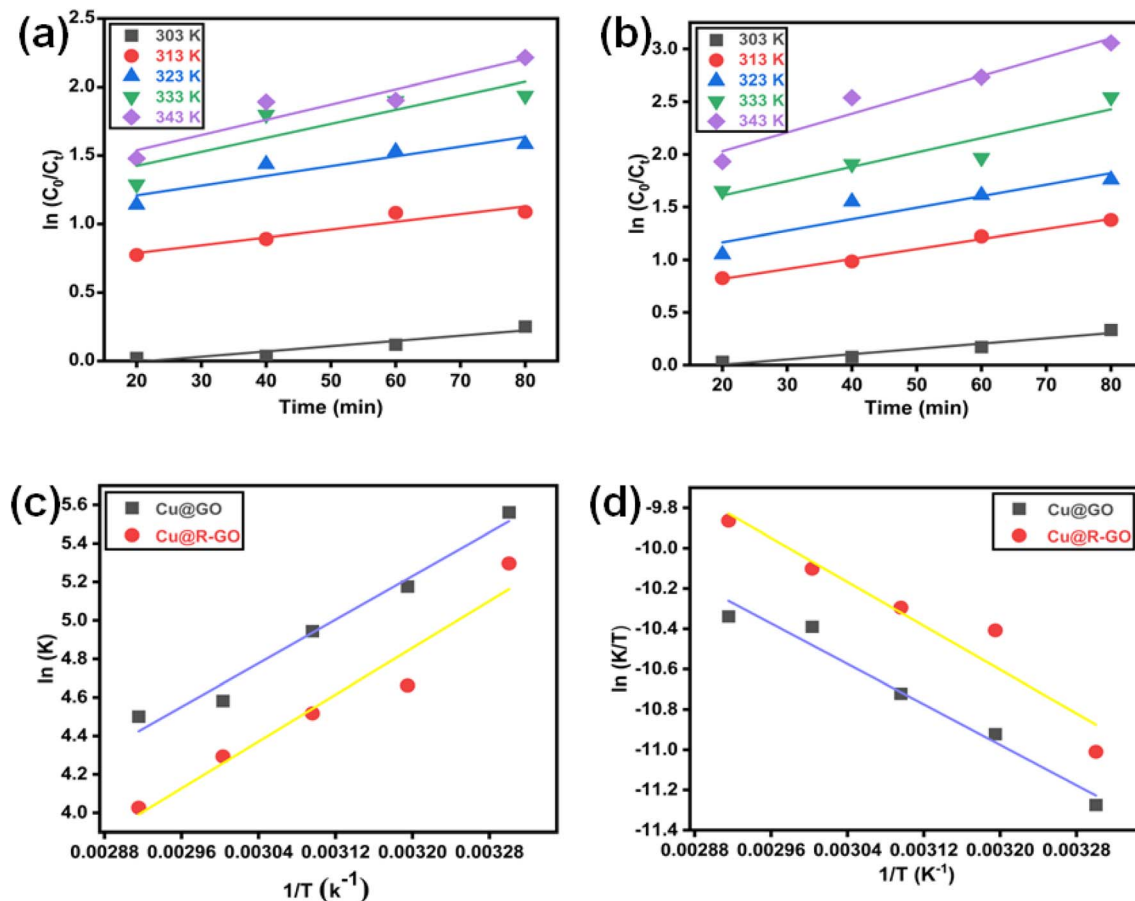 (a)
303 K
313 K
323 K
333 K
343 K
2.5
2.0
1.5
1.0
0.5
0.0
ln (C₀/Cₜ)
20 30 40 50 60 70 80
Time (min)
(b)
303 K
313 K
323 K
333 K
343 K
3.0
2.5
2.0
1.5
1.0
0.5
0.0
ln (C₀/Cₜ)
20 30 40 50 60 70 80
Time (min)
(c)
Cu@GO
Cu@R-GO
5.6
5.4
5.2
5.0
4.8
4.6
4.4
4.2
4.0
ln (K)
0.00288 0.00296 0.00304 0.00312 0.00320 0.00328
1/T (k⁻¹)
(d)
Cu@GO
Cu@R-GO
-9.8
-10.0
-10.2
-10.4
-10.6
-10.8
-11.0
-11.2
-11.4
ln (K/T)
0.00288 0.00296 0.00304 0.00312 0.00320 0.00328
1/T (K⁻¹)